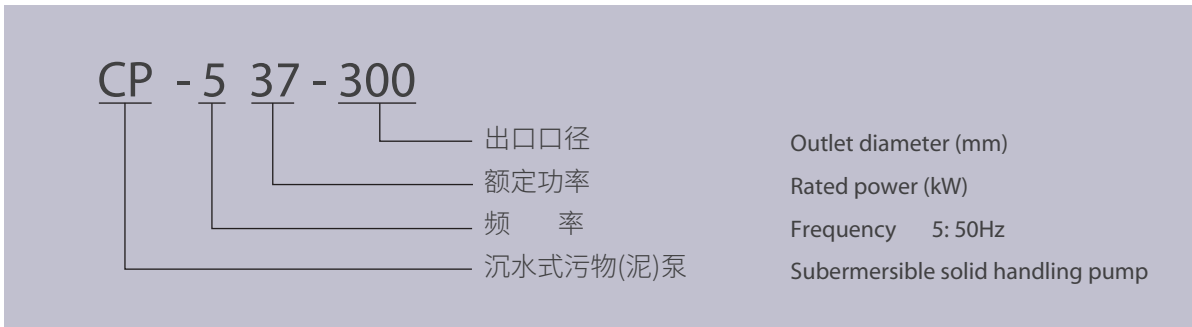 CP - 5 37 - 300
出口口径 Outlet diameter (mm)
额定功率 Rated power (kW)
频 率 Frequency 5: 50Hz
沉水式污物(泥)泵 Subermersible solid handling pump